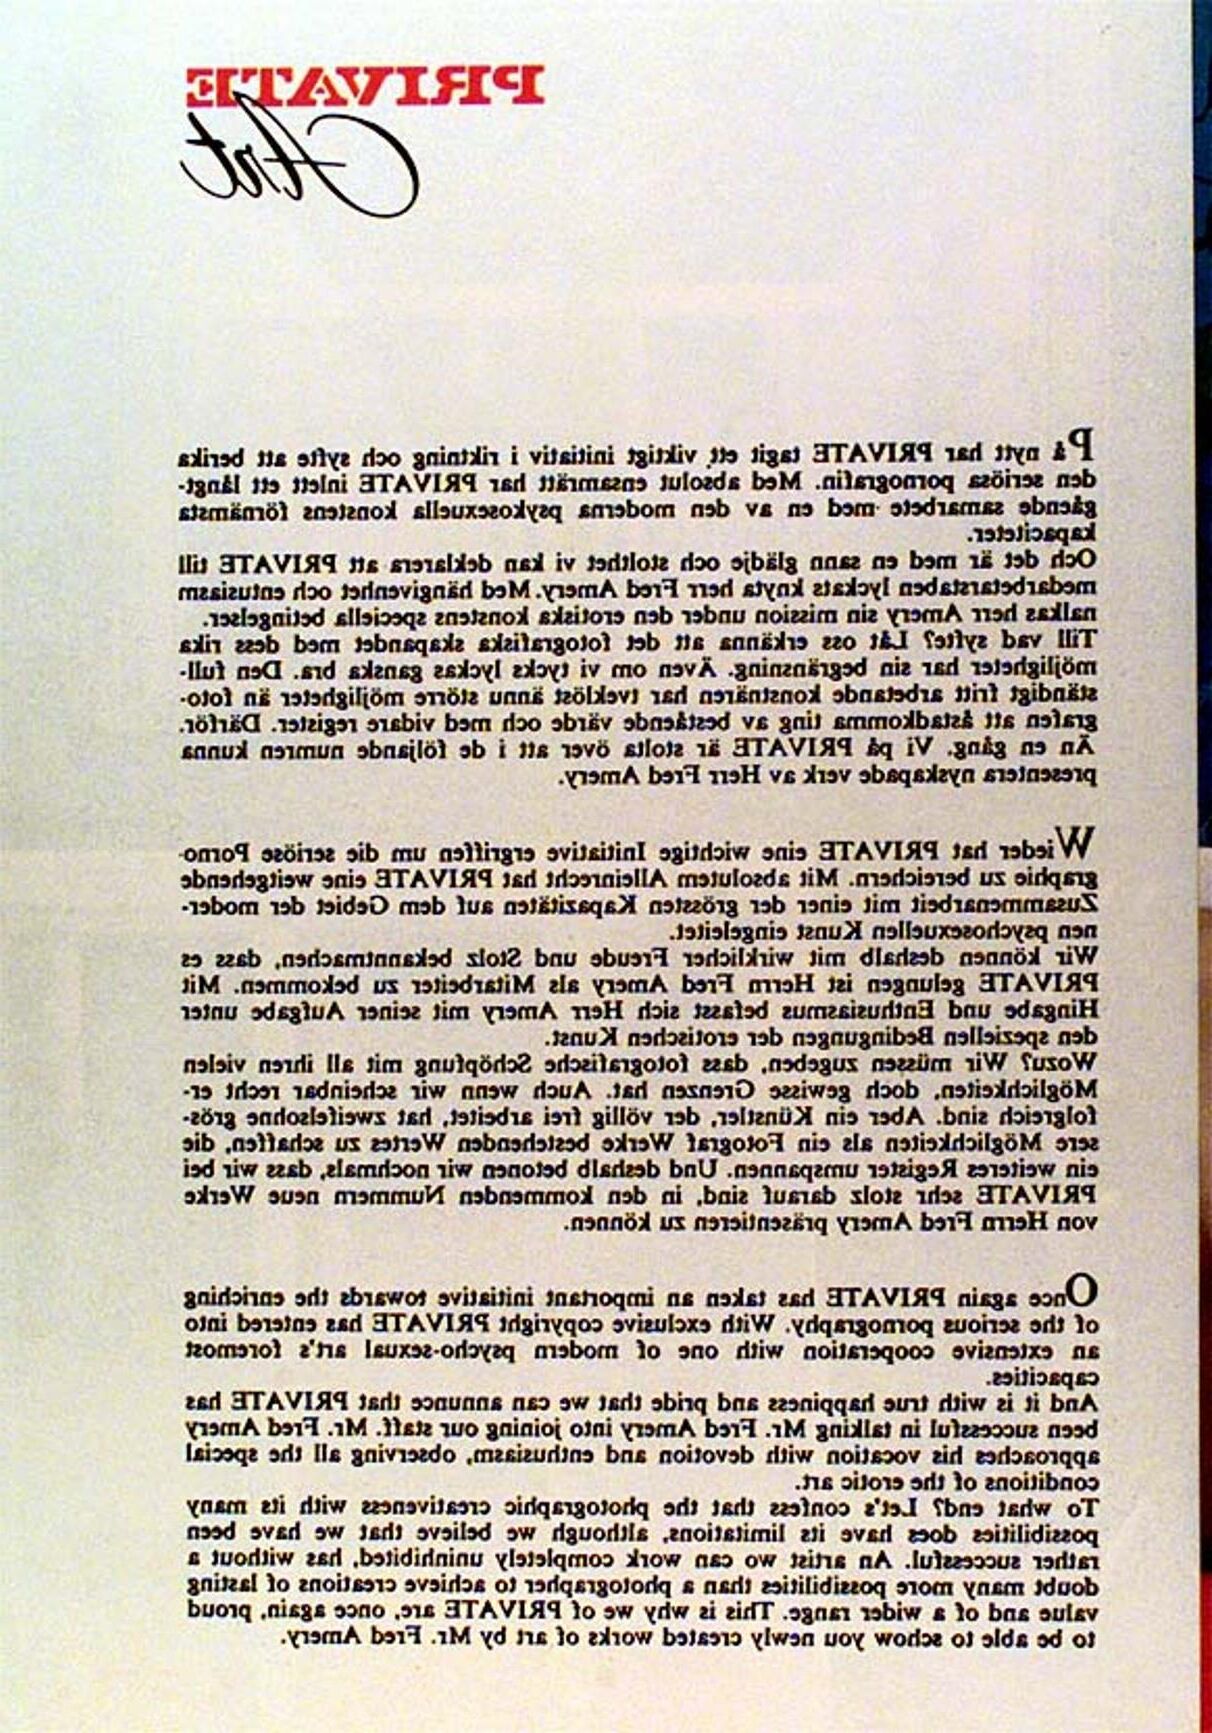 PRIVATE
Art
På nytt har PRIVATE tagit ett viktigt initiativ i riktning och syfte att berika
den seriösa pornografin. Med absolut ensamrätt har PRIVATE inlett ett långt-
gående samarbete med en av den moderna psykosexuella konstens förnämsta
kapaciteter.
Och det är med en sann glädje och stolthet vi kan deklarera att PRIVATE till
medarbetarstaben lyckats knyta herr Fred Amery. Med hängivenhet och entusiasm
nalkas herr Amery sin mission under den erotiska konstens speciella betingelser.
Till vad syfte? Låt oss erkänna att det fotografiska skapandet med dess rika
möjligheter har sin begränsning. Även om vi tycks lyckas ganska bra. Den full-
ständigt fritt arbetande konstnären har tveklöst ännu större möjligheter än foto-
grafen att åstadkomma ting av bestående värde och med vidare register. Därför.
Än en gång. Vi på PRIVATE är stolta över att i de följande numren kunna
presentera nyskapade verk av Herr Fred Amery.
Wieder hat PRIVATE eine wichtige Initiative ergriffen um die seriöse Porno-
graphie zu bereichern. Mit absolutem Alleinrecht hat PRIVATE eine weitgehende
Zusammenarbeit mit einer der grössten Kapazitäten auf dem Gebiet der moder-
nen psychosexuellen Kunst eingeleitet.
Wir können deshalb mit wirklicher Freude und Stolz bekanntmachen, dass es
PRIVATE gelungen ist Herrn Fred Amery als Mitarbeiter zu bekommen. Mit
Hingabe und Enthusiasmus befasst sich Herr Amery mit seiner Aufgabe unter
den speziellen Bedingungen der erotischen Kunst.
Wozu? Wir müssen zugeben, dass fotografische Schöpfung mit all ihren vielen
Möglichkeiten, doch gewisse Grenzen hat. Auch wenn wir scheinbar recht er-
folgreich sind. Aber ein Künstler, der völlig frei arbeitet, hat zweifelsohne grös-
sere Möglichkeiten als ein Fotograf Werke bestehenden Wertes zu schaffen, die
ein weiteres Register umspannen. Und deshalb betonen wir nochmals, dass wir bei
PRIVATE sehr stolz darauf sind, in den kommenden Nummern neue Werke
von Herrn Fred Amery präsentieren zu können.
Once again PRIVATE has taken an important initiative towards the enriching
of the serious pornography. With exclusive copyright PRIVATE has entered into
an extensive cooperation with one of modern psycho-sexual art's foremost
capacities.
And it is with true happiness and pride that we can announce that PRIVATE has
been successful in talking Mr. Fred Amery into joining our staff. Mr. Fred Amery
approaches his vocation with devotion and enthusiasm, observing all the special
conditions of the erotic art.
To what end? Let's confess that the photographic creativeness with its many
possibilities does have its limitations, although we believe that we have been
rather successful. An artist wo can work completely uninhibited, has without a
doubt many more possibilities than a photographer to achieve creations of lasting
value and of a wider range. This is why we of PRIVATE are, once again, proud
to be able to schow you newly created works of art by Mr. Fred Amery.